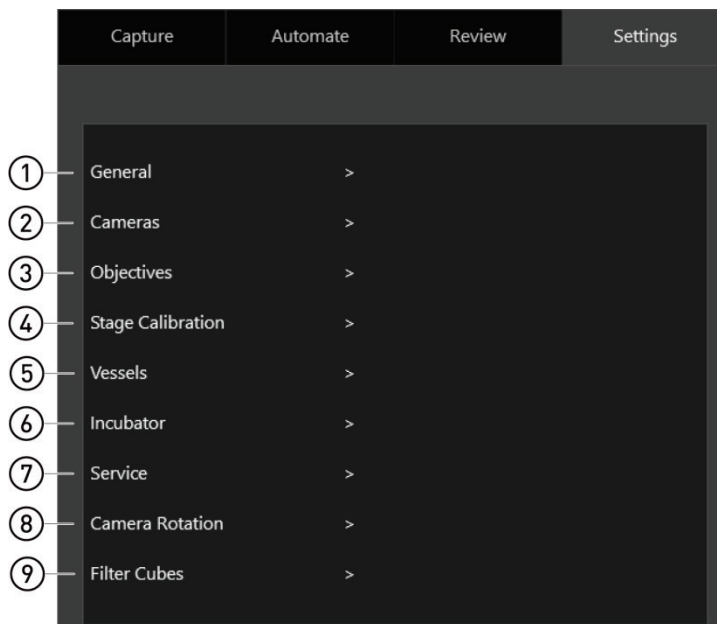 Capture Automate Review Settings
1 General >
2 Cameras >
3 Objectives >
4 Stage Calibration >
5 Vessels >
6 Incubator >
7 Service >
8 Camera Rotation >
9 Filter Cubes >